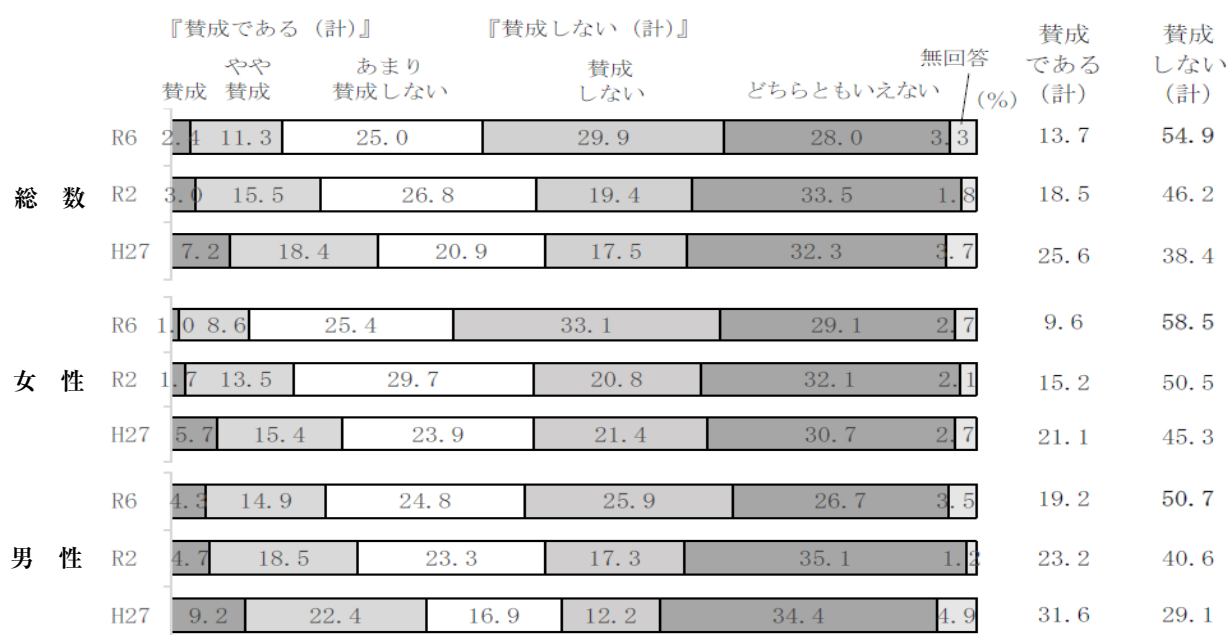 『賛成である（計）』 『賛成しない（計）』 賛成 賛成
無回答
やや あまり 賛成 である しない
賛成 賛成 賛成しない しない どちらともいえない (%) （計） （計）
R6 2.4 11.3 25.0 29.9 28.0 3.3 13.7 54.9
総 数 R2 3.0 15.5 26.8 19.4 33.5 1.8 18.5 46.2
H27 7.2 18.4 20.9 17.5 32.3 3.7 25.6 38.4
R6 1.0 8.6 25.4 33.1 29.1 2.7 9.6 58.5
女 性 R2 1.7 13.5 29.7 20.8 32.1 2.1 15.2 50.5
H27 5.7 15.4 23.9 21.4 30.7 2.7 21.1 45.3
R6 4.3 14.9 24.8 25.9 26.7 3.5 19.2 50.7
男 性 R2 4.7 18.5 23.3 17.3 35.1 1.2 23.2 40.6
H27 9.2 22.4 16.9 12.2 34.4 4.9 31.6 29.1